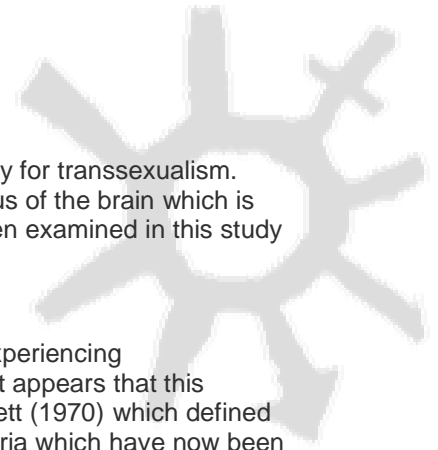 y for transsexualism.
us of the brain which is
en examined in this study
xperiencing
t appears that this
ett (1970) which defined
ria which have now been